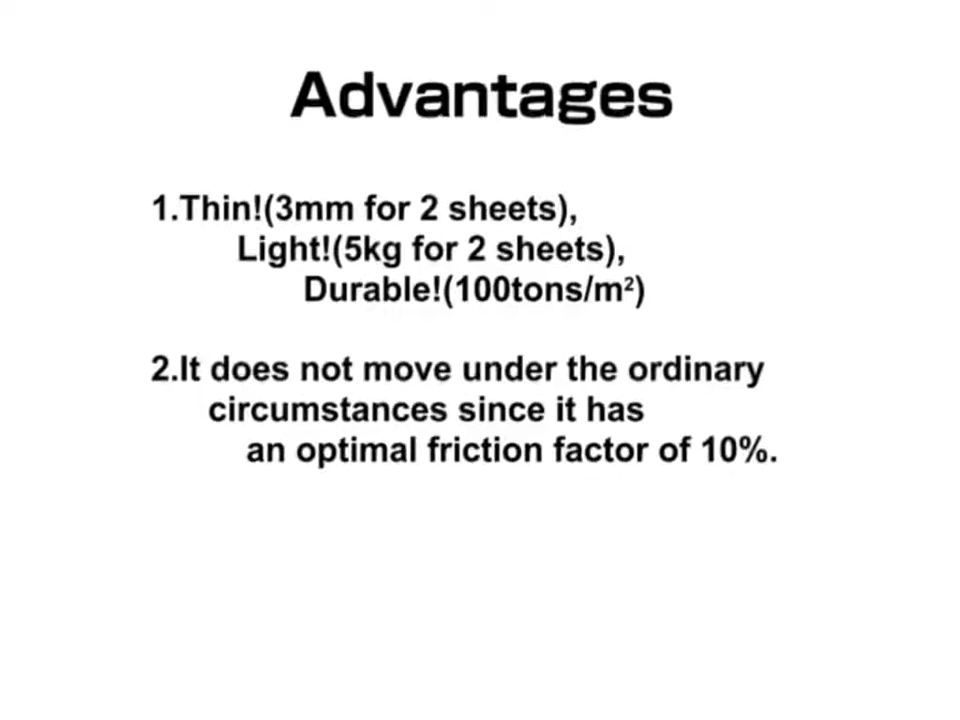 Advantages
1.Thin!(3mm for 2 sheets),
Light!(5kg for 2 sheets),
Durable!(100tons/m²)
2.It does not move under the ordinary
circumstances since it has
an optimal friction factor of 10%.